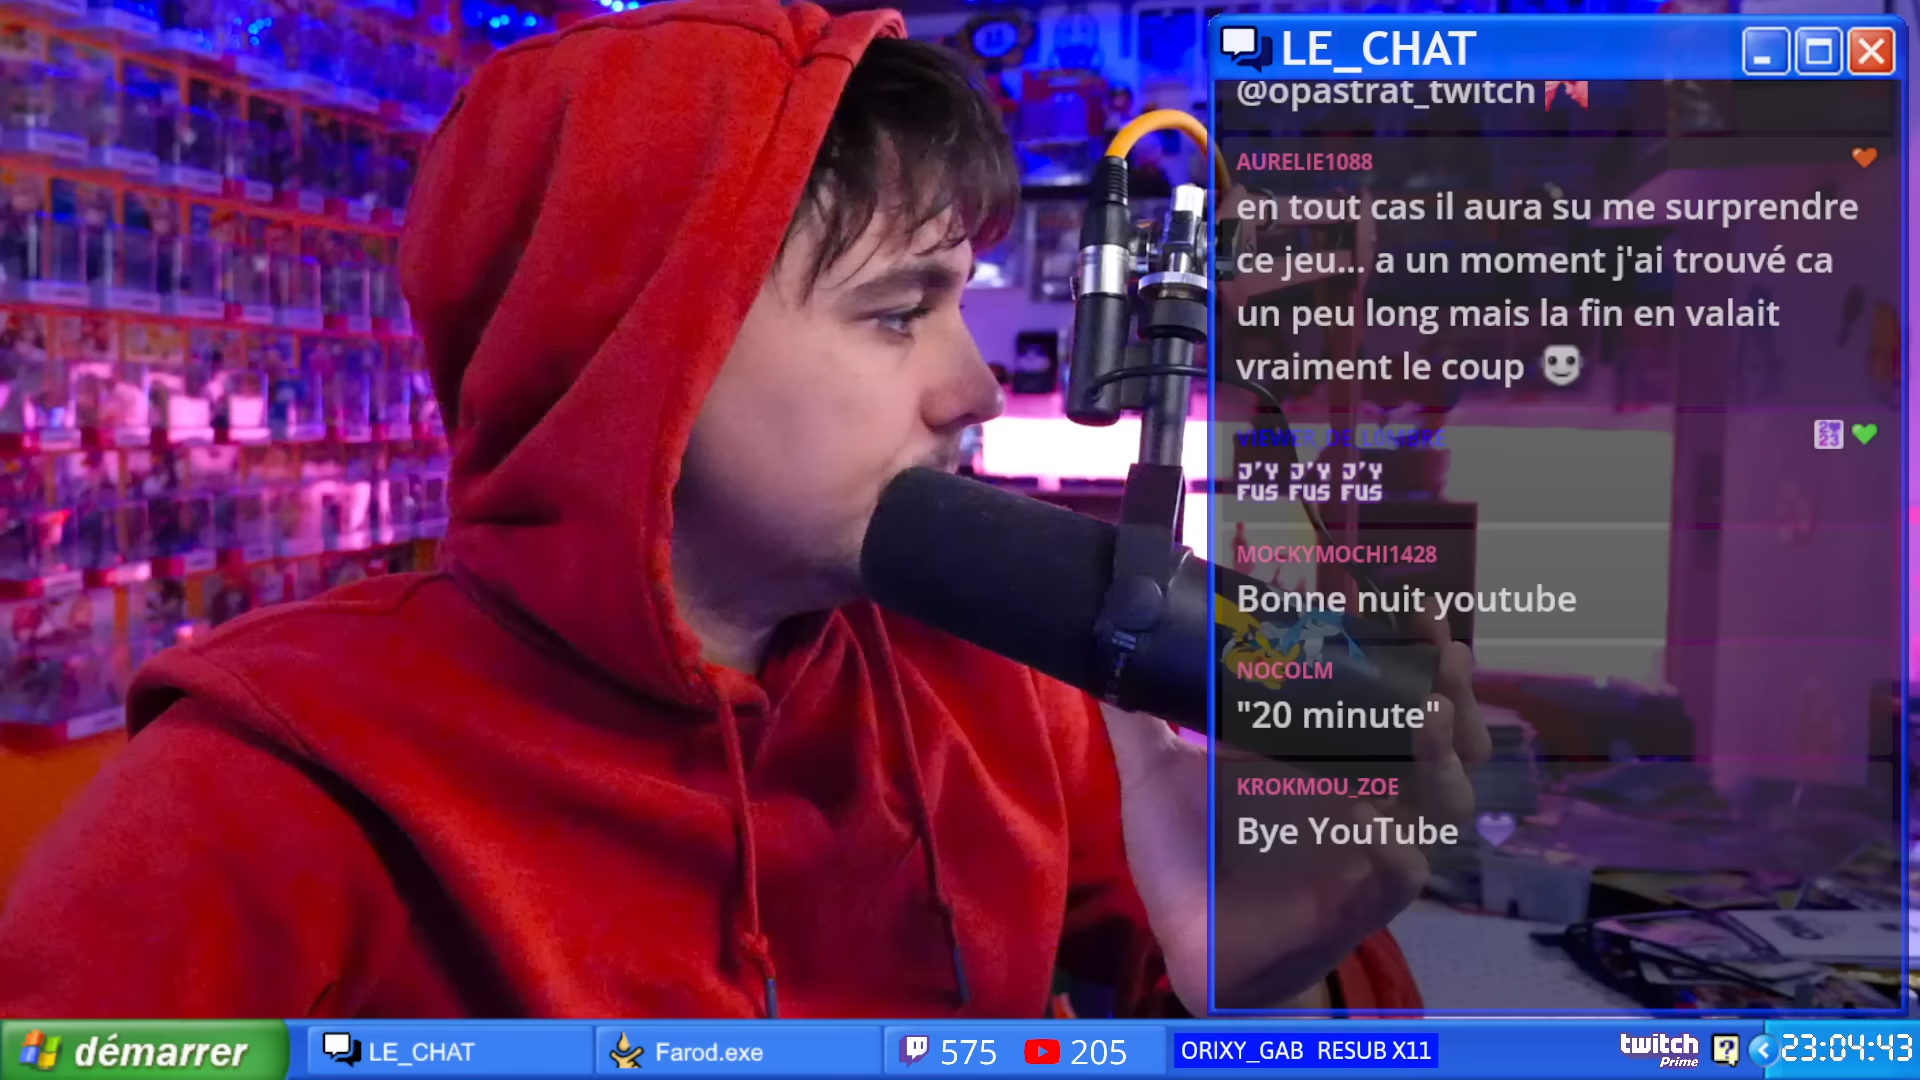 LE_CHAT
@opastrat_twitch
AURELIE1088
en tout cas il aura su me surprendre
ce jeu... a un moment j'ai trouvé ca
un peu long mais la fin en valait
vraiment le coup
VIEWER_DE_L0MBRE
J'Y J'Y J'Y
FUS FUS FUS
MOCKYMOCHI1428
Bonne nuit youtube
NOCOLM
"20 minute"
KROKMOU_ZOE
Bye YouTube
démarrer
LE_CHAT
Farod.exe
575
205
ORIXY_GAB RESUB X11
twitch
Prime
23:04:43